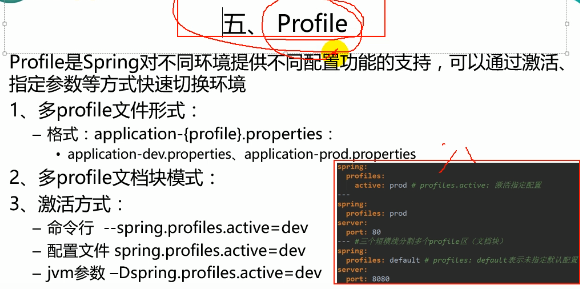 五、 Profile
Profile是Spring对不同环境提供不同配置功能的支持，可以通过激活、
指定参数等方式快速切换环境
1、多profile文件形式：
– 格式：application-{profile}.properties：
• application-dev.properties、application-prod.properties
2、多profile文档块模式：
3、激活方式：
– 命令行 --spring.profiles.active=dev
– 配置文件 spring.profiles.active=dev
– jvm参数 –Dspring.profiles.active=dev
spring:
profiles:
active: prod # profiles.active: 激活指定配置
---
spring:
profiles: prod
server:
port: 80
--- #三个短横线分割多个profile区（文档块）
spring:
profiles: default # profiles: default表示未指定默认配置
server:
port: 8080